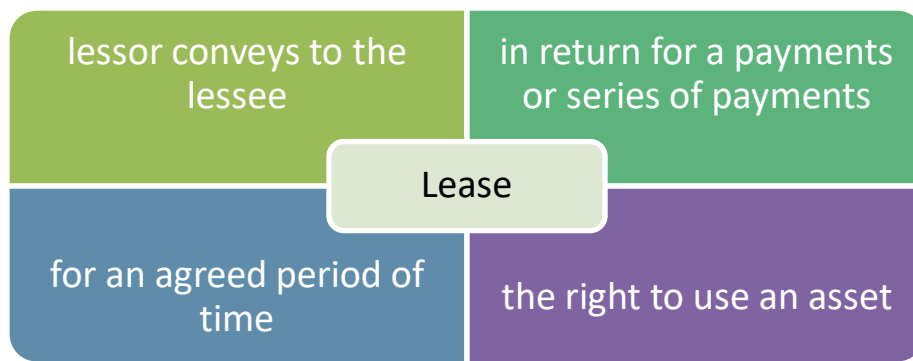 lessor conveys to the
lessee
in return for a payments
or series of payments
Lease
for an agreed period of
time
the right to use an asset